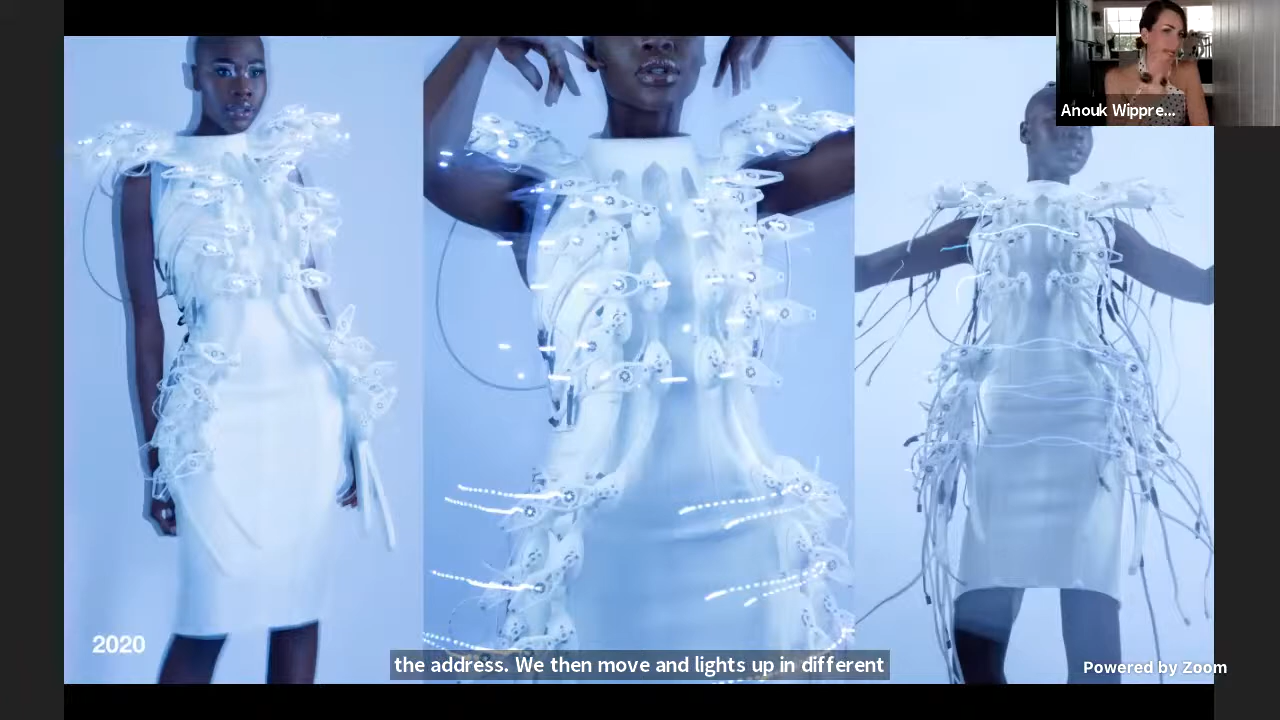 Anouk Wippre...
2020
the address. We then move and lights up in different
Powered by Zoom